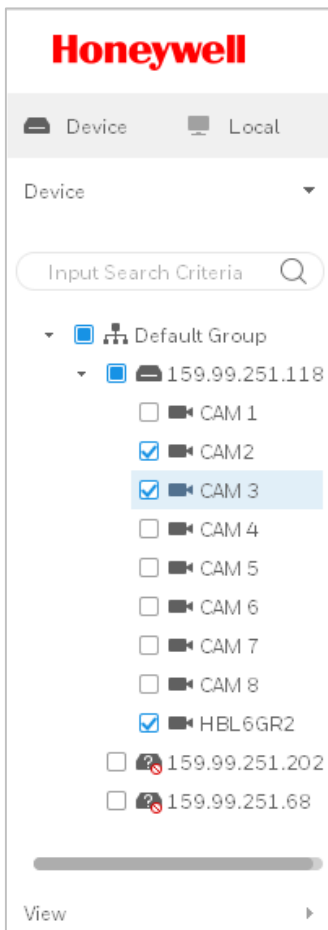 Honeywell
Device Local
Device
Input Search Criteria
Default Group
159.99.251.118
CAM 1
CAM2
CAM 3
CAM 4
CAM 5
CAM 6
CAM 7
CAM 8
HBL6GR2
159.99.251.202
159.99.251.68
View